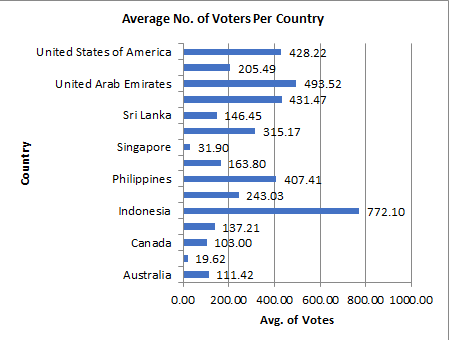 Average No. of Voters Per Country
Country
United States of America 428.22
205.49
United Arab Emirates 493.52
431.47
Sri Lanka 146.45
315.17
Singapore 31.90
163.80
Philippines 407.41
243.03
Indonesia 772.10
137.21
Canada 103.00
19.62
Australia 111.42
0.00 200.00 400.00 600.00 800.00 1000.00
Avg. of Votes